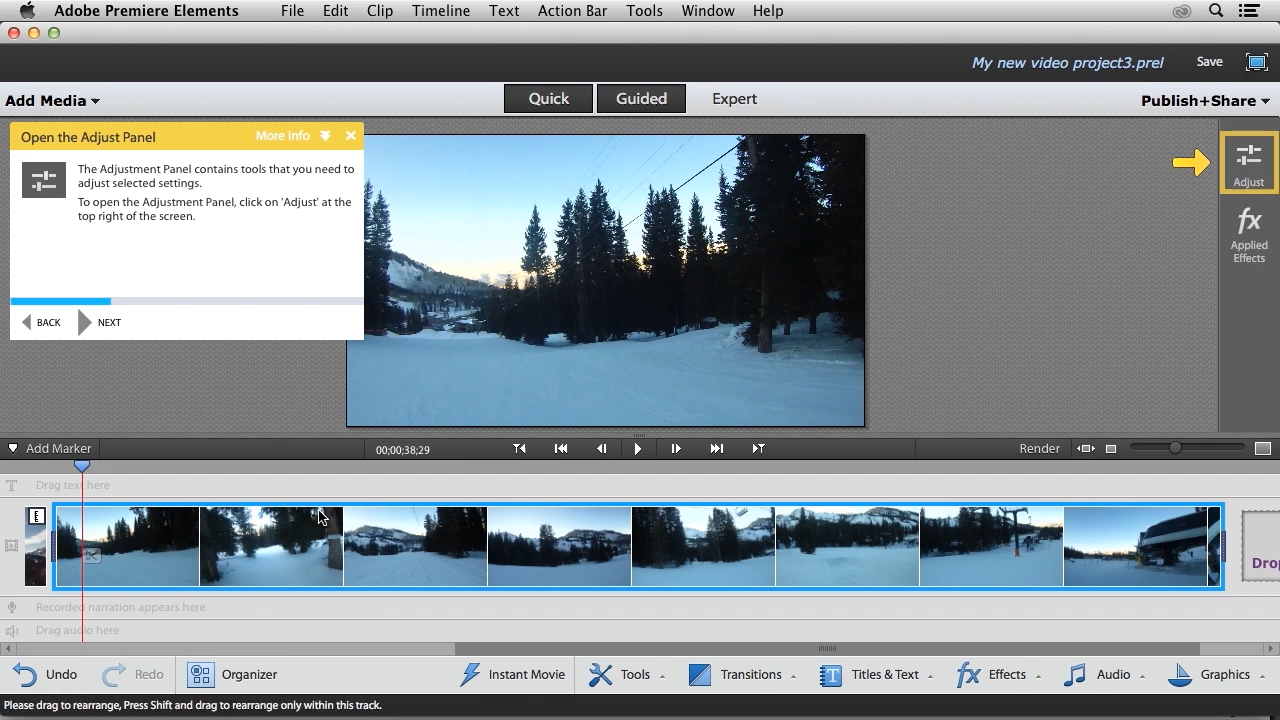 Adobe Premiere Elements File Edit Clip Timeline Text Action Bar Tools Window Help
My new video project3.prel Save
Add Media Quick Guided Expert Publish+Share
Open the Adjust Panel More Info
The Adjustment Panel contains tools that you need to
adjust selected settings.
To open the Adjustment Panel, click on 'Adjust' at the
top right of the screen.
BACK NEXT
Adjust
fx
Applied
Effects
Add Marker 00;00;38;29 Render
T Drag text here
Drop
Recorded narration appears here
Drag audio here
Undo Redo Organizer Instant Movie Tools Transitions T Titles & Text fx Effects Audio Graphics
Please drag to rearrange, Press Shift and drag to rearrange only within this track.